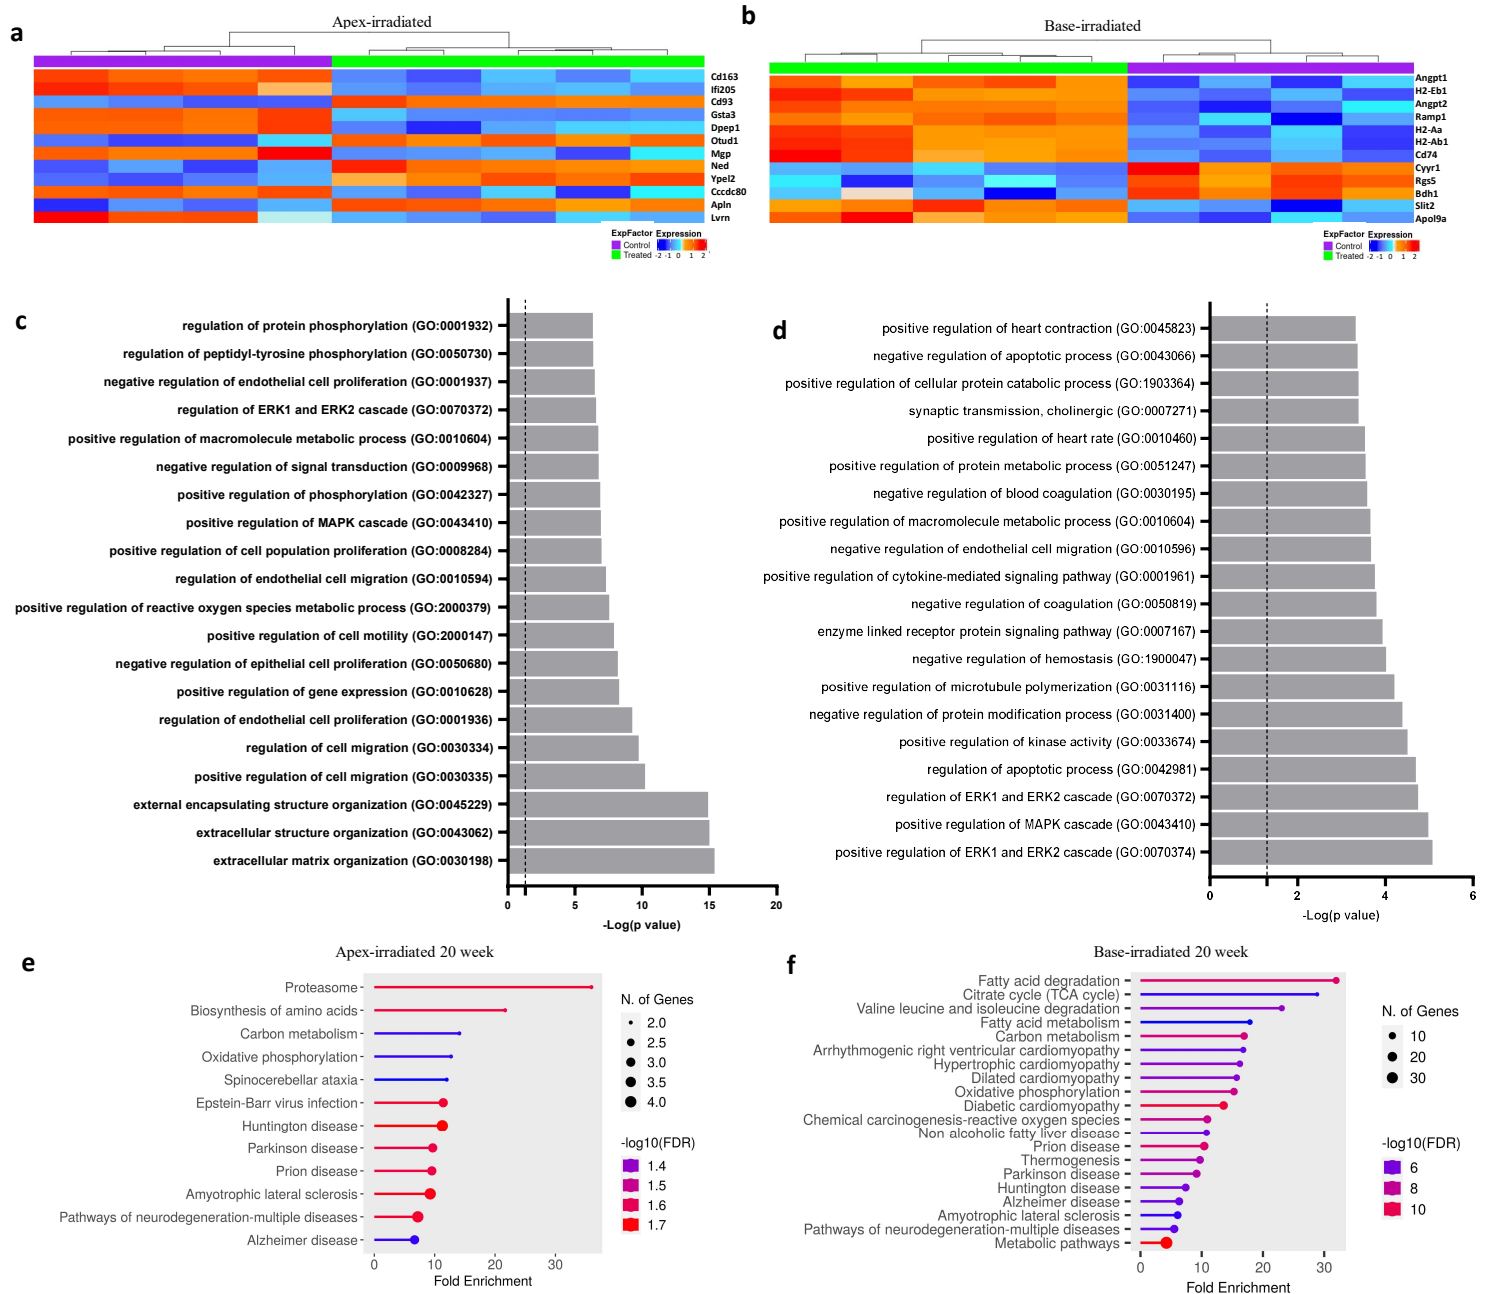 a
Apex-irradiated
Cd163
Ifi205
Cd93
Gsta3
Dpep1
Otud1
Mgp
Ned
Ypel2
Cccdc80
Apln
Lvrn
ExpFactor Expression
Control
Treated
-2 -1 0 1 2
b
Base-irradiated
Angpt1
H2-Eb1
Angpt2
Ramp1
H2-Aa
H2-Ab1
Cd74
Cyyr1
Rgs5
Bdh1
Slit2
Apol9a
ExpFactor Expression
Control
Treated
-2 -1 0 1 2
c
regulation of protein phosphorylation (GO:0001932)
regulation of peptidyl-tyrosine phosphorylation (GO:0050730)
negative regulation of endothelial cell proliferation (GO:0001937)
regulation of ERK1 and ERK2 cascade (GO:0070372)
positive regulation of macromolecule metabolic process (GO:0010604)
negative regulation of signal transduction (GO:0009968)
positive regulation of phosphorylation (GO:0042327)
positive regulation of MAPK cascade (GO:0043410)
positive regulation of cell population proliferation (GO:0008284)
regulation of endothelial cell migration (GO:0010594)
positive regulation of reactive oxygen species metabolic process (GO:2000379)
positive regulation of cell motility (GO:2000147)
negative regulation of epithelial cell proliferation (GO:0050680)
positive regulation of gene expression (GO:0010628)
regulation of endothelial cell proliferation (GO:0001936)
regulation of cell migration (GO:0030334)
positive regulation of cell migration (GO:0030335)
external encapsulating structure organization (GO:0045229)
extracellular structure organization (GO:0043062)
extracellular matrix organization (GO:0030198)
0 5 10 15 20
-Log(p value)
d
positive regulation of heart contraction (GO:0045823)
negative regulation of apoptotic process (GO:0043066)
positive regulation of cellular protein catabolic process (GO:1903364)
synaptic transmission, cholinergic (GO:0007271)
positive regulation of heart rate (GO:0010460)
positive regulation of protein metabolic process (GO:0051247)
negative regulation of blood coagulation (GO:0030195)
positive regulation of macromolecule metabolic process (GO:0010604)
negative regulation of endothelial cell migration (GO:0010596)
positive regulation of cytokine-mediated signaling pathway (GO:0001961)
negative regulation of coagulation (GO:0050819)
enzyme linked receptor protein signaling pathway (GO:0007167)
negative regulation of hemostasis (GO:1900047)
positive regulation of microtubule polymerization (GO:0031116)
negative regulation of protein modification process (GO:0031400)
positive regulation of kinase activity (GO:0033674)
regulation of apoptotic process (GO:0042981)
regulation of ERK1 and ERK2 cascade (GO:0070372)
positive regulation of MAPK cascade (GO:0043410)
positive regulation of ERK1 and ERK2 cascade (GO:0070374)
0 2 4 6
-Log(p value)
e
Apex-irradiated 20 week
Proteasome
Biosynthesis of amino acids
Carbon metabolism
Oxidative phosphorylation
Spinocerebellar ataxia
Epstein-Barr virus infection
Huntington disease
Parkinson disease
Prion disease
Amyotrophic lateral sclerosis
Pathways of neurodegeneration-multiple diseases
Alzheimer disease
0 10 20 30
Fold Enrichment
N. of Genes
2.0
2.5
3.0
3.5
4.0
-log10(FDR)
1.4
1.5
1.6
1.7
f
Base-irradiated 20 week
Fatty acid degradation
Citrate cycle (TCA cycle)
Valine leucine and isoleucine degradation
Fatty acid metabolism
Carbon metabolism
Arrhythmogenic right ventricular cardiomyopathy
Hypertrophic cardiomyopathy
Dilated cardiomyopathy
Oxidative phosphorylation
Diabetic cardiomyopathy
Chemical carcinogenesis-reactive oxygen species
Non alcoholic fatty liver disease
Prion disease
Thermogenesis
Parkinson disease
Huntington disease
Alzheimer disease
Amyotrophic lateral sclerosis
Pathways of neurodegeneration-multiple diseases
Metabolic pathways
0 10 20 30
Fold Enrichment
N. of Genes
10
20
30
-log10(FDR)
6
8
10